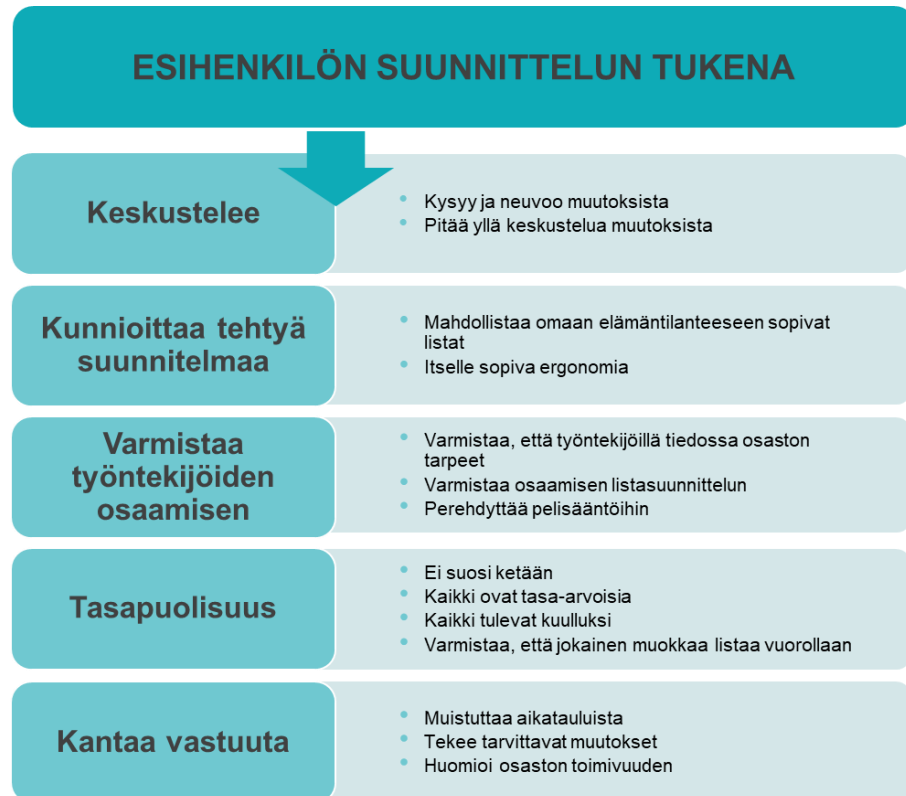 ESIHENKILÖN SUUNNITTELUN TUKENA
Keskustelee
• Kysyy ja neuvoo muutoksista
• Pitää yllä keskustelua muutoksista
Kunnioittaa tehtyä
suunnitelmaa
• Mahdollistaa omaan elämäntilanteeseen sopivat
listat
• Itselle sopiva ergonomia
Varmistaa
työntekijöiden
osaamisen
• Varmistaa, että työntekijöillä tiedossa osaston
tarpeet
• Varmistaa osaamisen listasuunnittelun
• Perehdyttää pelisääntöihin
Tasapuolisuus
• Ei suosi ketään
• Kaikki ovat tasa-arvoisia
• Kaikki tulevat kuulluksi
• Varmistaa, että jokainen muokkaa listaa vuorollaan
Kantaa vastuuta
• Muistuttaa aikatauluista
• Tekee tarvittavat muutokset
• Huomioi osaston toimivuuden